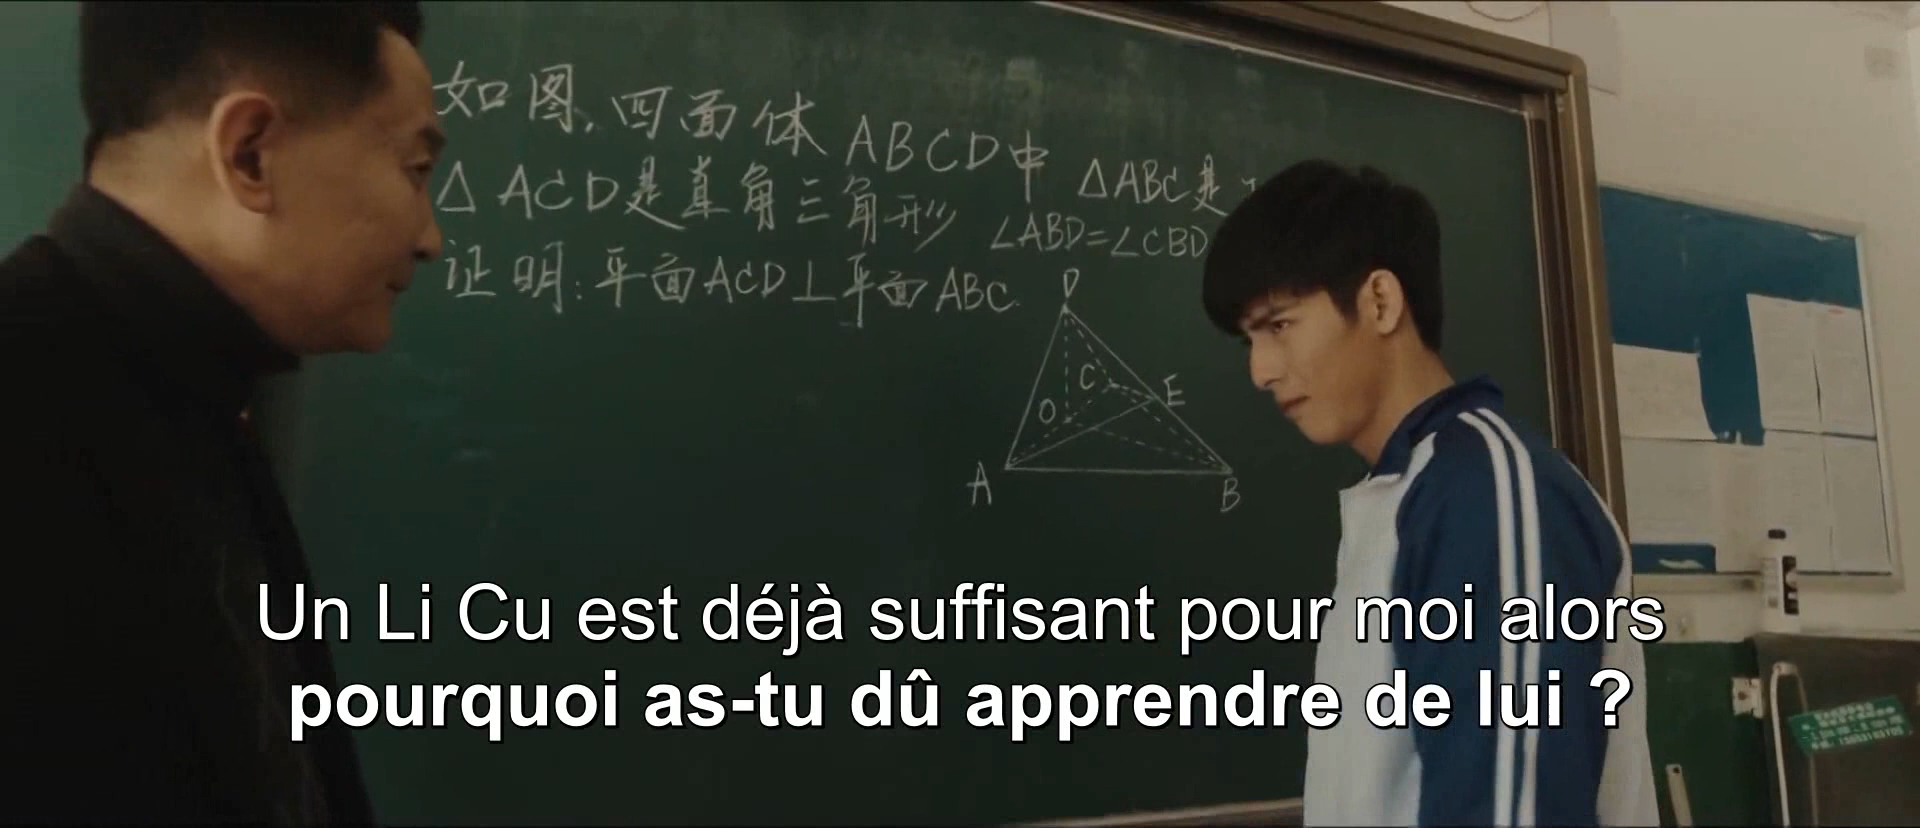 如图,四面体ABCD中 △ABC是
△ACD是直角三角形 ∠ABD=∠CBD
证明:平面ACD⊥平面ABC.
D
C
E
O
A
B
Un Li Cu est déjà suffisant pour moi alors
pourquoi as-tu dû apprendre de lui ?